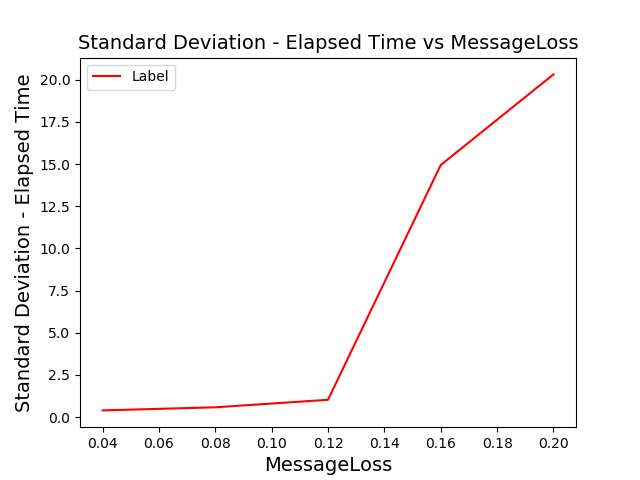 Standard Deviation - Elapsed Time vs MessageLoss
Label
Standard Deviation - Elapsed Time
20.0
17.5
15.0
12.5
10.0
7.5
5.0
2.5
0.0
0.04 0.06 0.08 0.10 0.12 0.14 0.16 0.18 0.20
MessageLoss